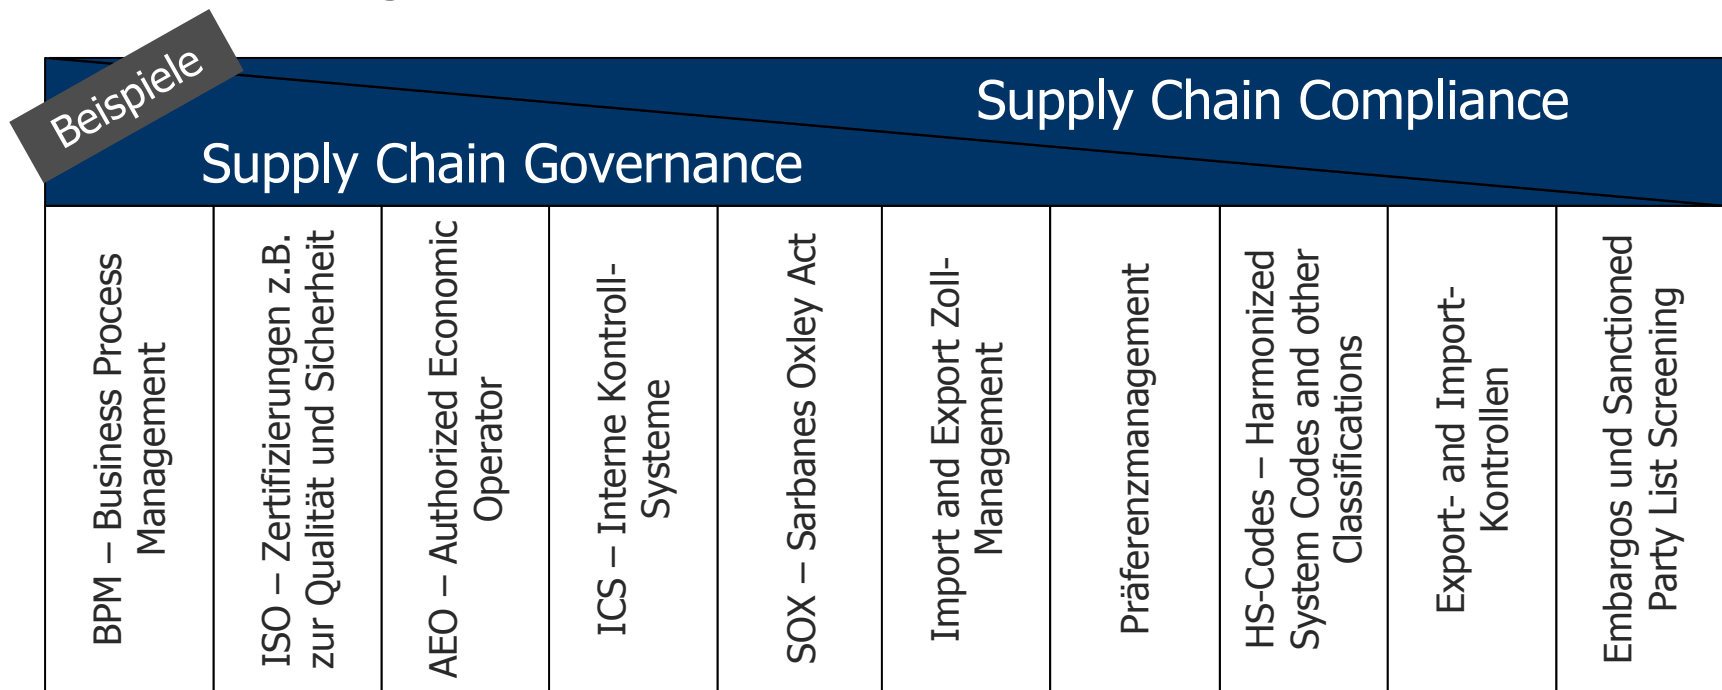 Beispiele
Supply Chain Compliance
Supply Chain Governance
BPM – Business Process
Management
ISO – Zertifizierungen z.B.
zur Qualität und Sicherheit
AEO – Authorized Economic
Operator
ICS – Interne Kontroll-
Systeme
SOX – Sarbanes Oxley Act
Import and Export Zoll-
Management
Präferenzmanagement
HS-Codes – Harmonized
System Codes and other
Classifications
Export- and Import-
Kontrollen
Embargos und Sanctioned
Party List Screening